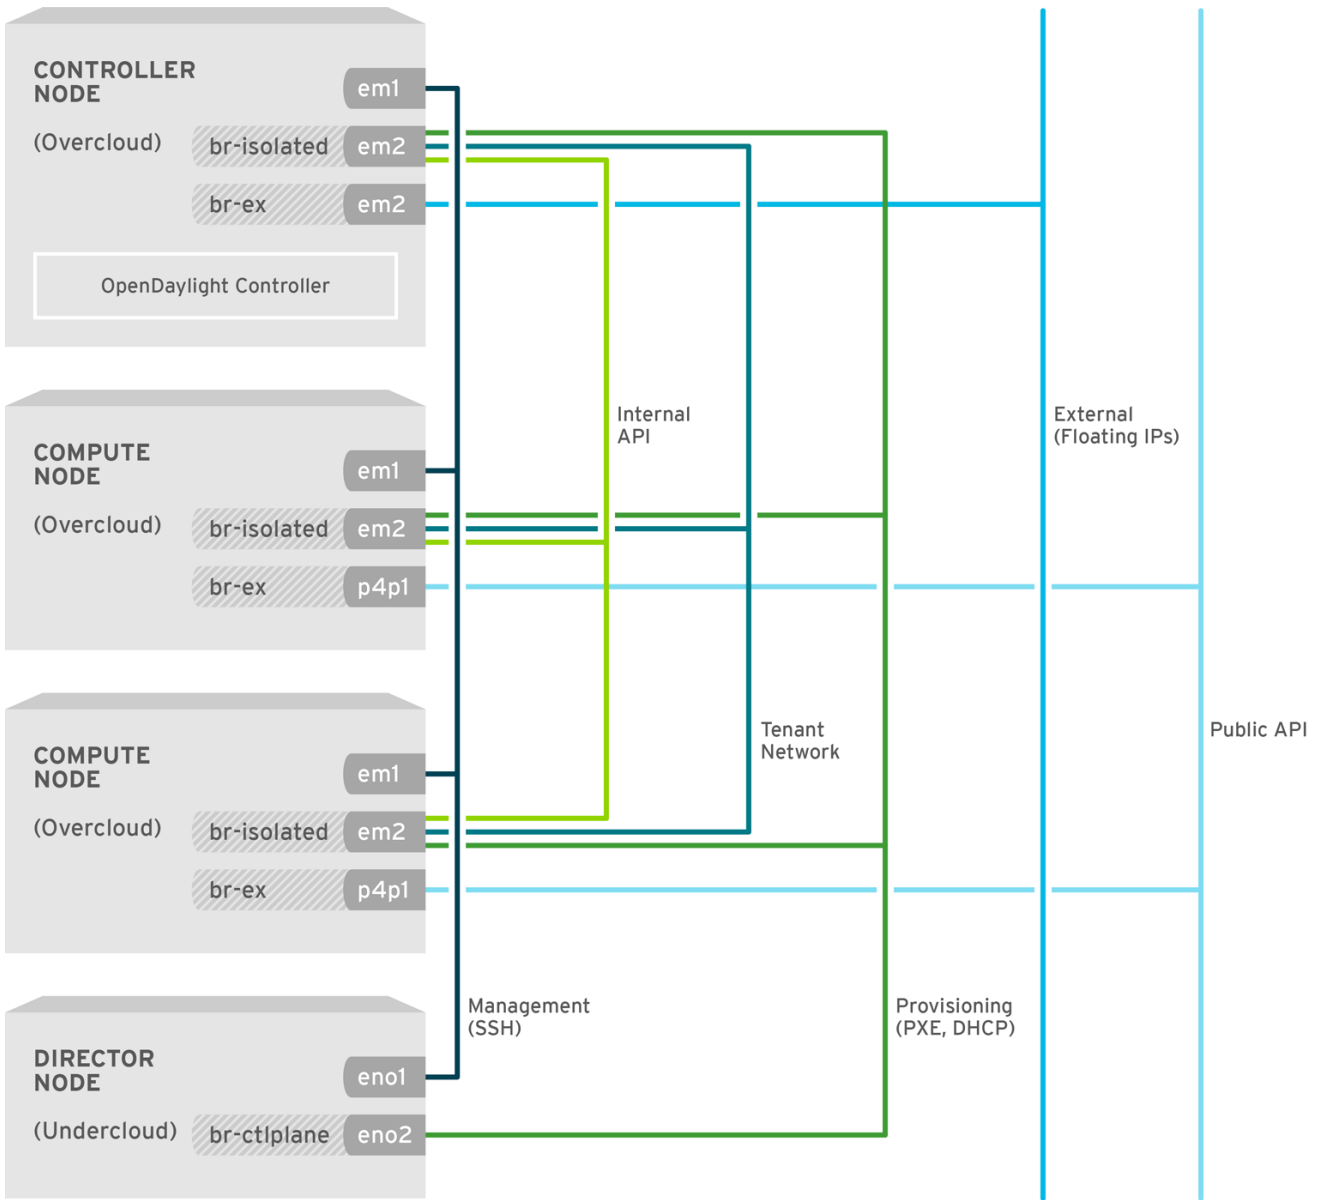 CONTROLLER
NODE
(Overcloud)
em1
br-isolated em2
br-ex em2
OpenDaylight Controller
Internal
API
External
(Floating IPs)
COMPUTE
NODE
(Overcloud)
em1
br-isolated em2
br-ex p4p1
Tenant
Network
Public API
COMPUTE
NODE
(Overcloud)
em1
br-isolated em2
br-ex p4p1
Management
(SSH)
Provisioning
(PXE, DHCP)
DIRECTOR
NODE
(Undercloud)
eno1
br-ctlplane eno2